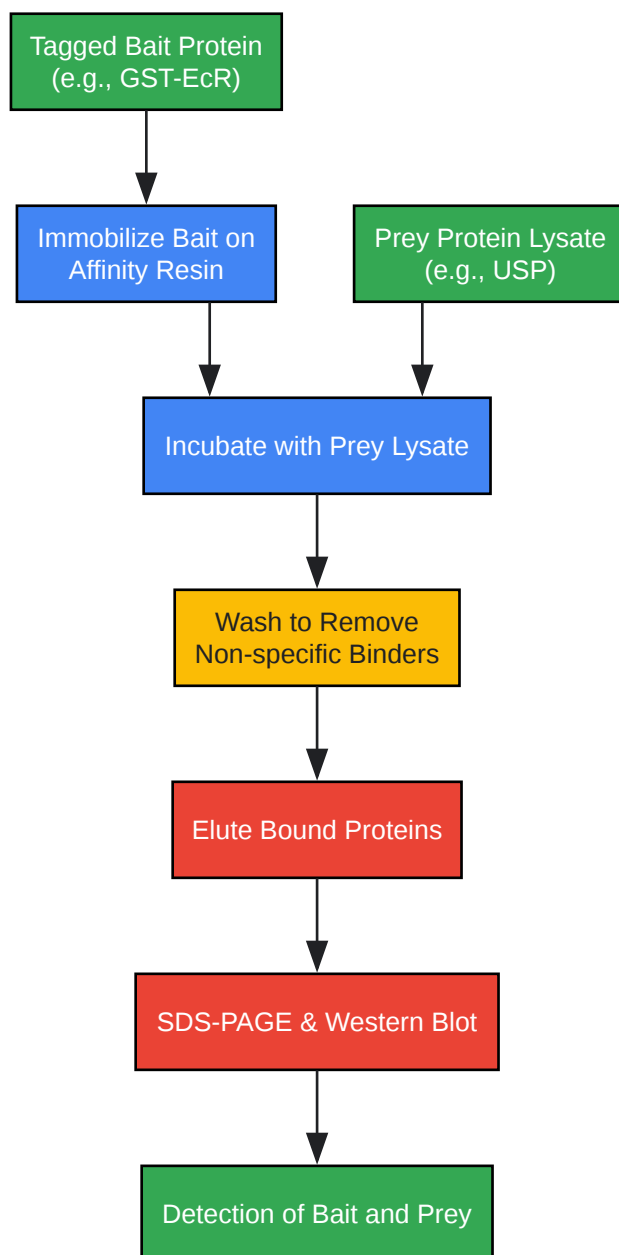 Tagged Bait Protein
(e.g., GST-EcR)
Immobilize Bait on
Affinity Resin
Prey Protein Lysate
(e.g., USP)
Incubate with Prey Lysate
Wash to Remove
Non-specific Binders
Elute Bound Proteins
SDS-PAGE & Western Blot
Detection of Bait and Prey